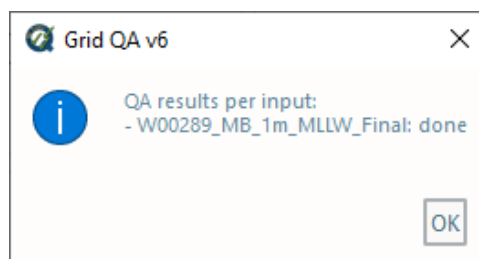 Grid QA v6
QA results per input:
- W00289_MB_1m_MLLW_Final: done
OK